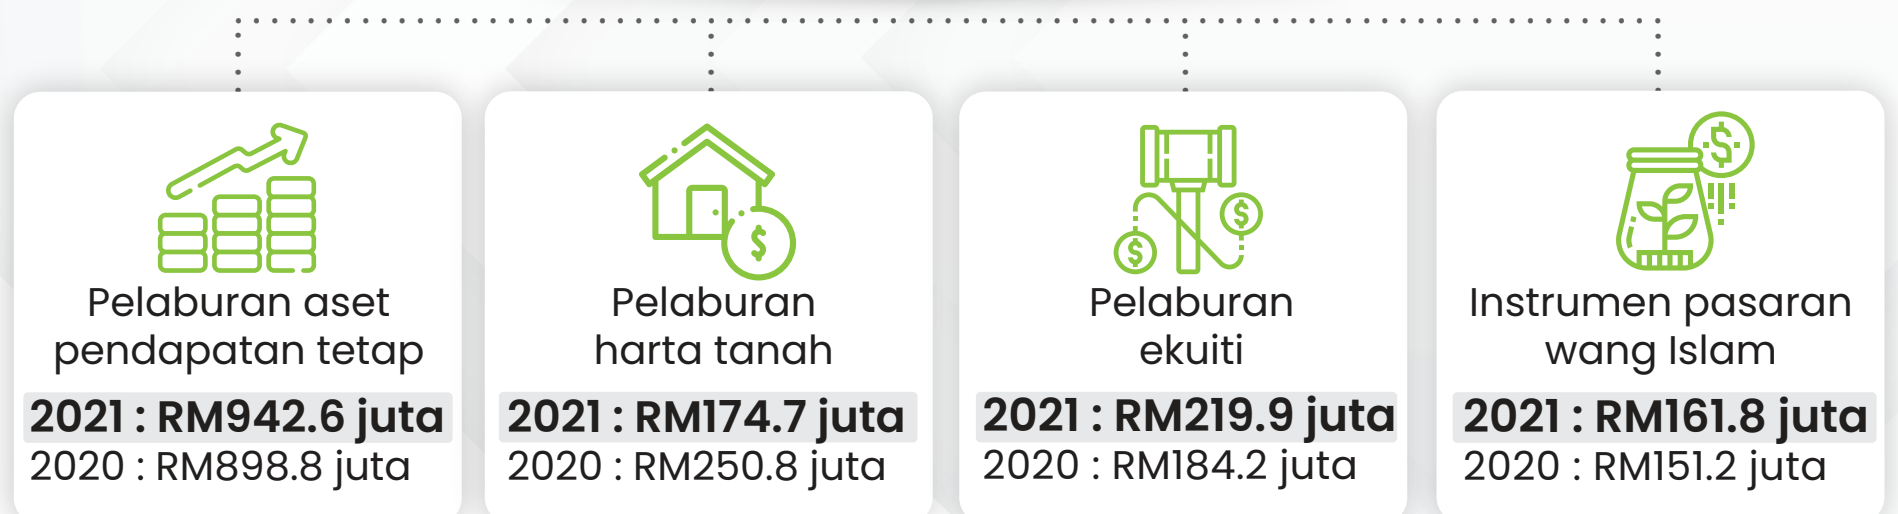 Pelaburan aset
pendapatan tetap
2021 : RM942.6 juta
2020 : RM898.8 juta
Pelaburan
harta tanah
2021 : RM174.7 juta
2020 : RM250.8 juta
Pelaburan
ekuiti
2021 : RM219.9 juta
2020 : RM184.2 juta
Instrumen pasaran
wang Islam
2021 : RM161.8 juta
2020 : RM151.2 juta